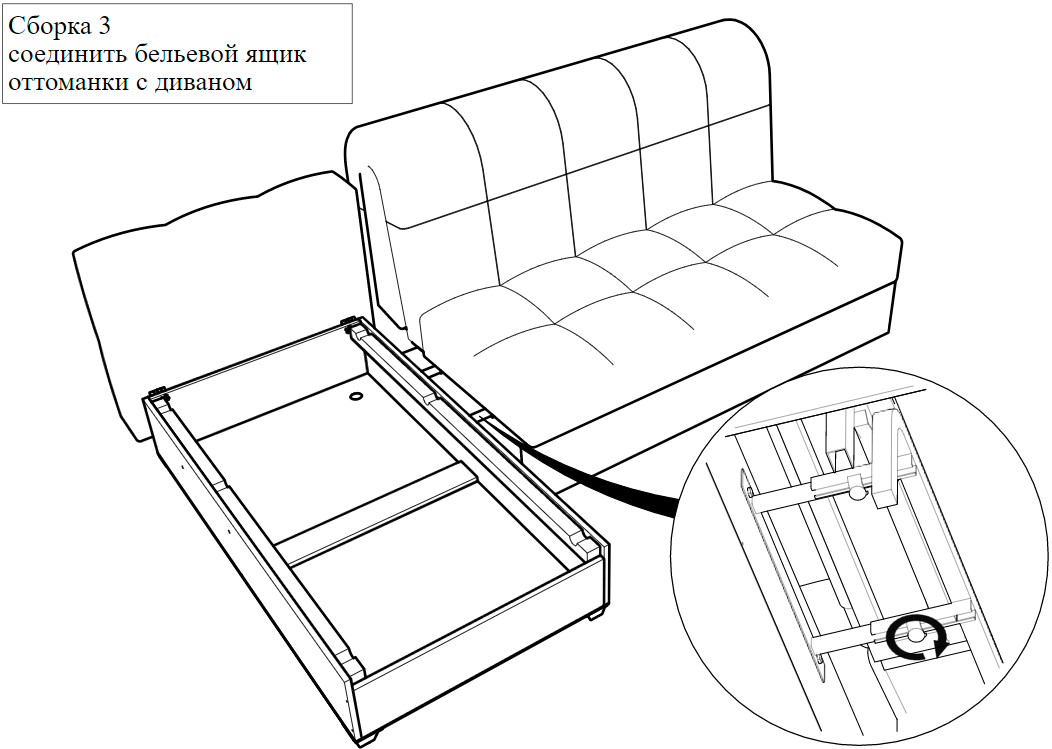 Сборка 3
соединить бельевой ящик
оттоманки с диваном